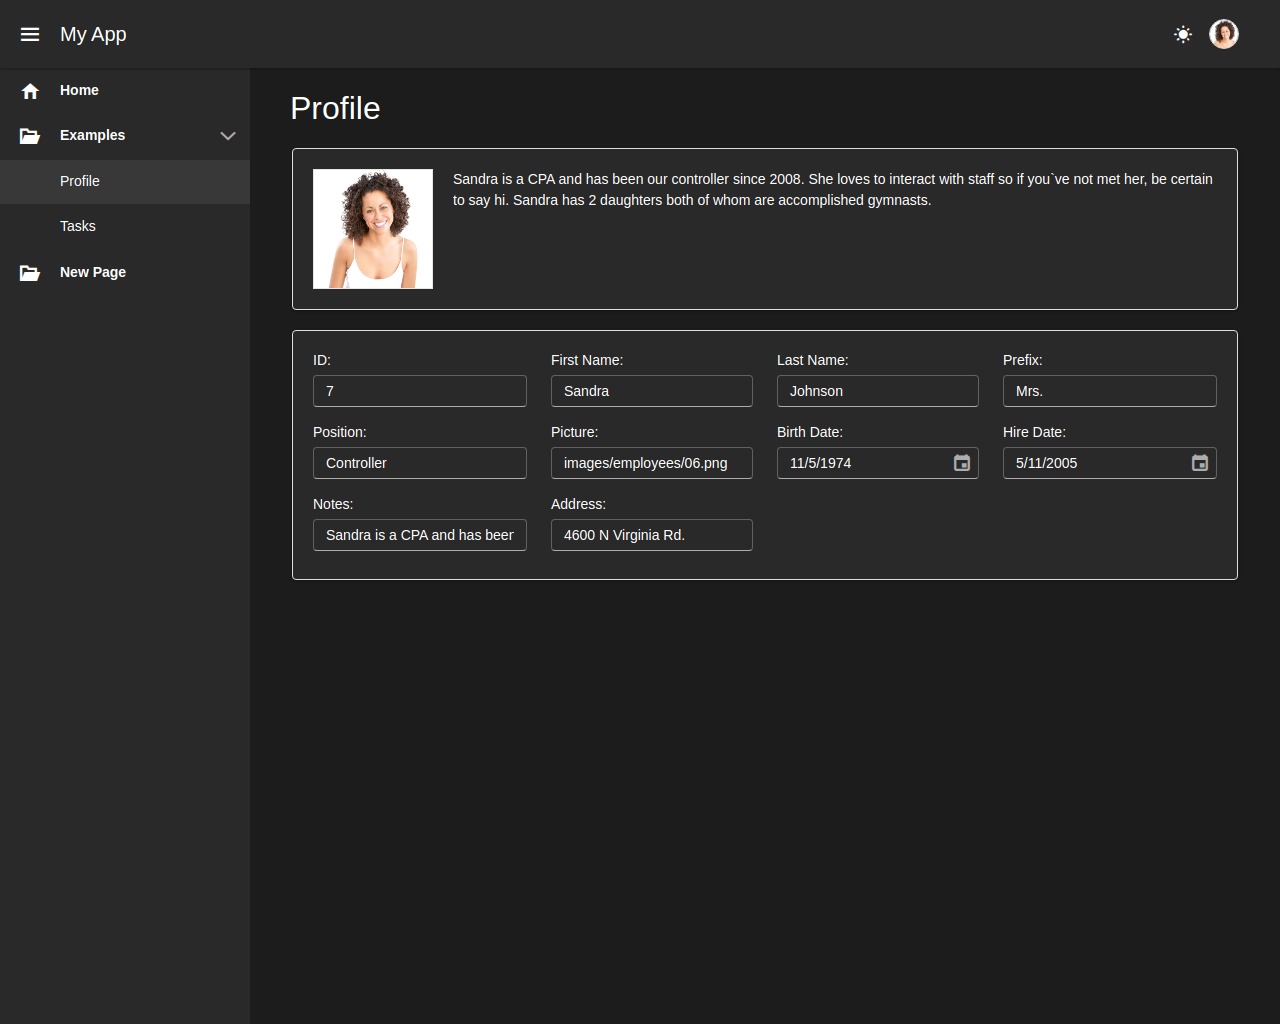 My App
Home
Examples
Profile
Tasks
New Page
Profile
Sandra is a CPA and has been our controller since 2008. She loves to interact with staff so if you`ve not met her, be certain
to say hi. Sandra has 2 daughters both of whom are accomplished gymnasts.
ID: First Name: Last Name: Prefix:
7 Sandra Johnson Mrs.
Position: Picture: Birth Date: Hire Date:
Controller images/employees/06.png 11/5/1974 5/11/2005
Notes: Address:
Sandra is a CPA and has been 4600 N Virginia Rd.